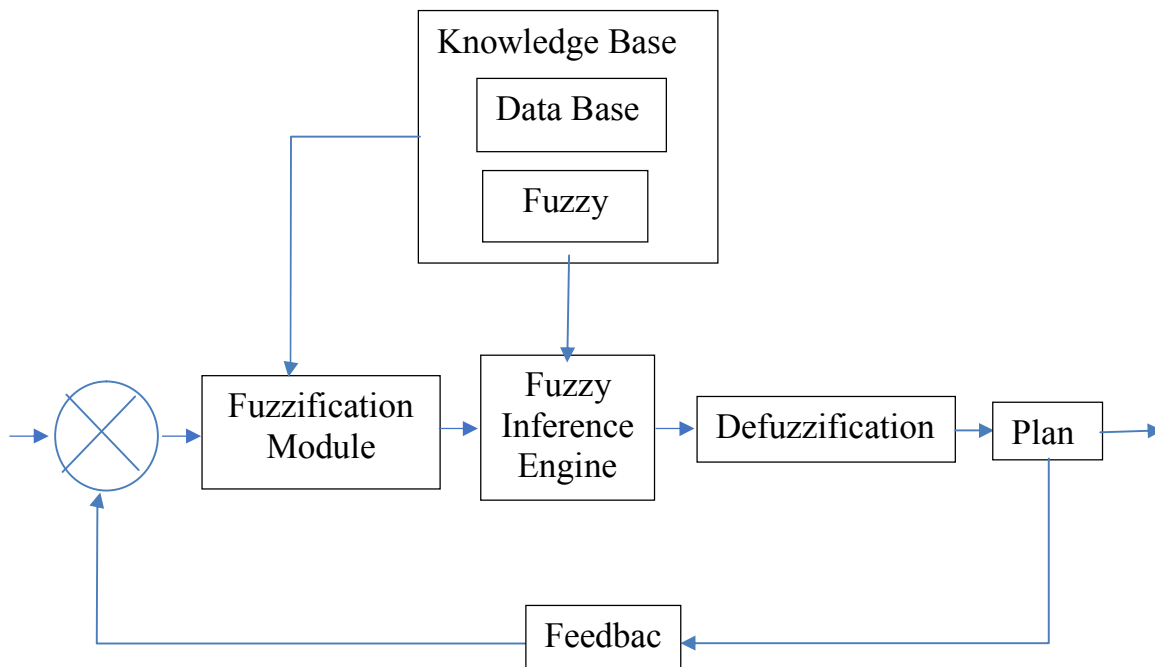 Knowledge Base
Data Base
Fuzzy
Fuzzification
Module
Fuzzy
Inference
Engine
Defuzzification
Plan
Feedbac